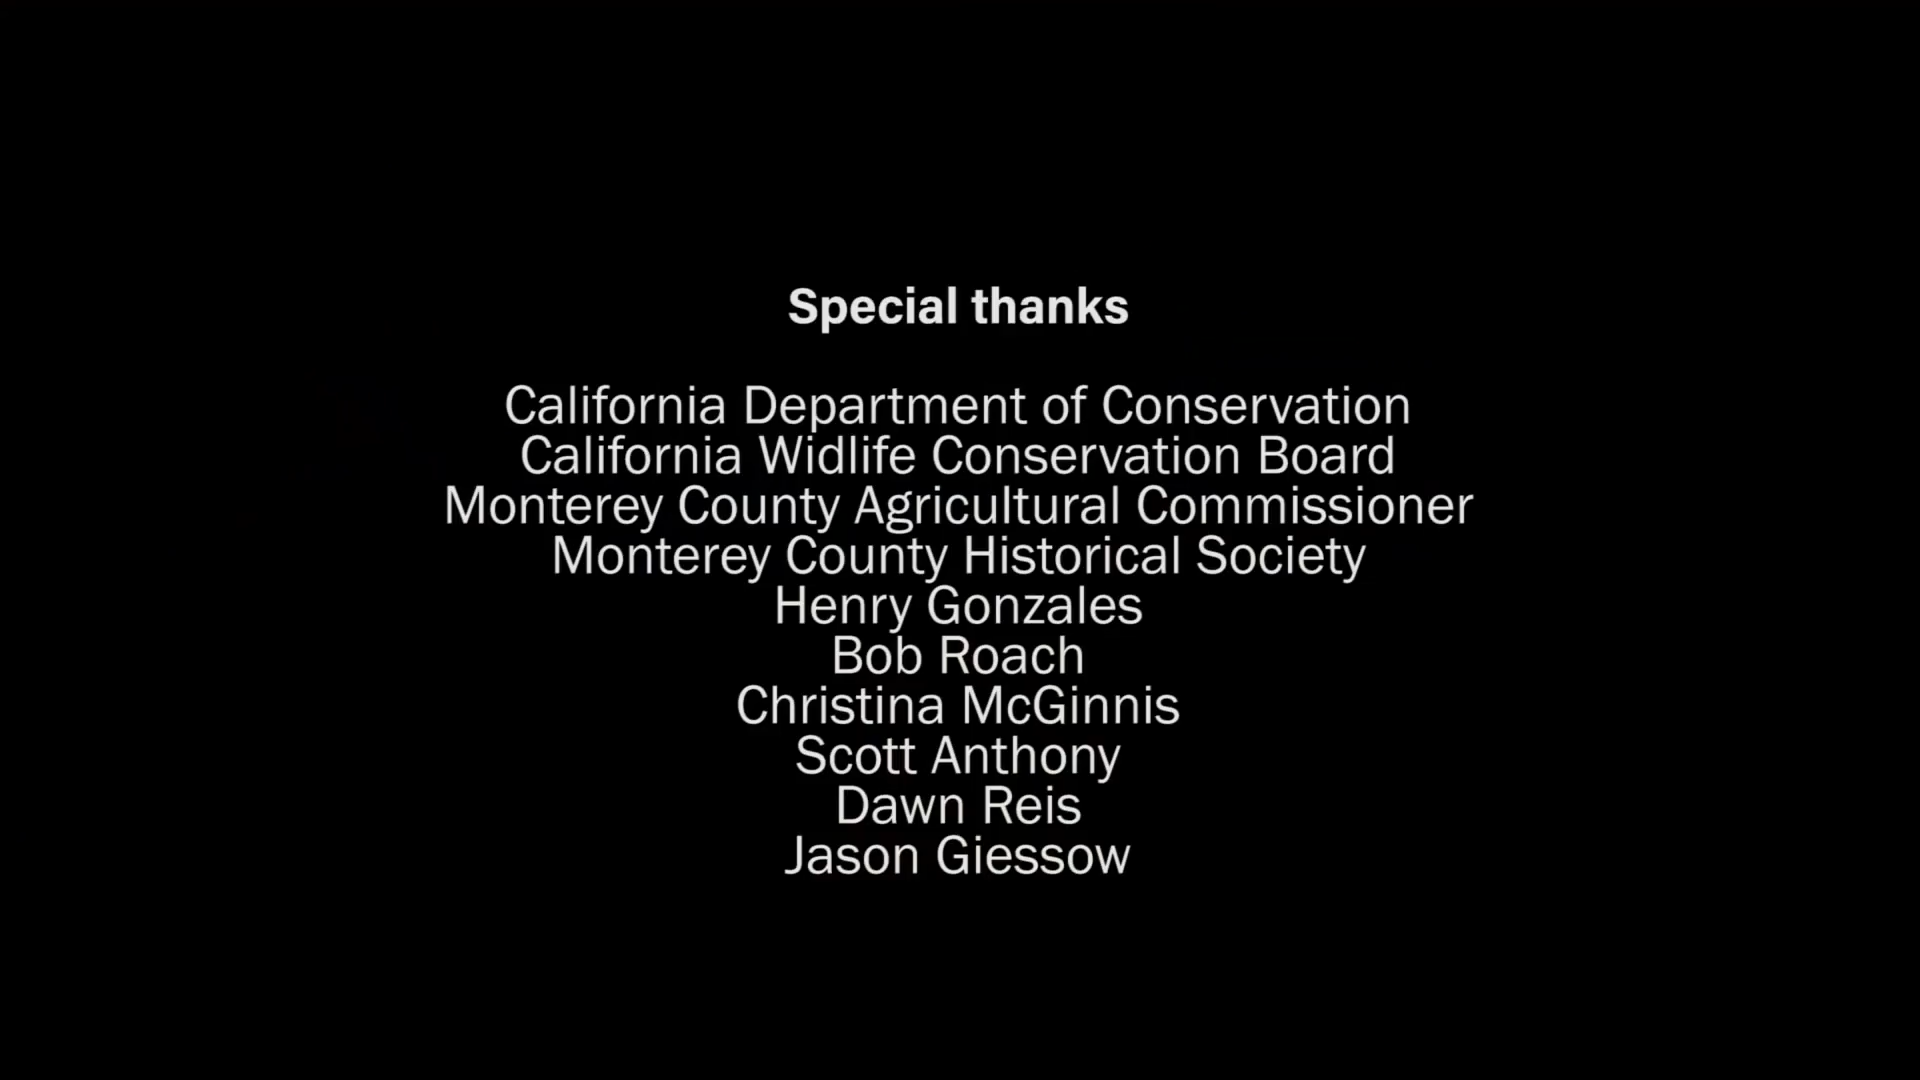 Special thanks
California Department of Conservation
California Widlife Conservation Board
Monterey County Agricultural Commissioner
Monterey County Historical Society
Henry Gonzales
Bob Roach
Christina McGinnis
Scott Anthony
Dawn Reis
Jason Giessow